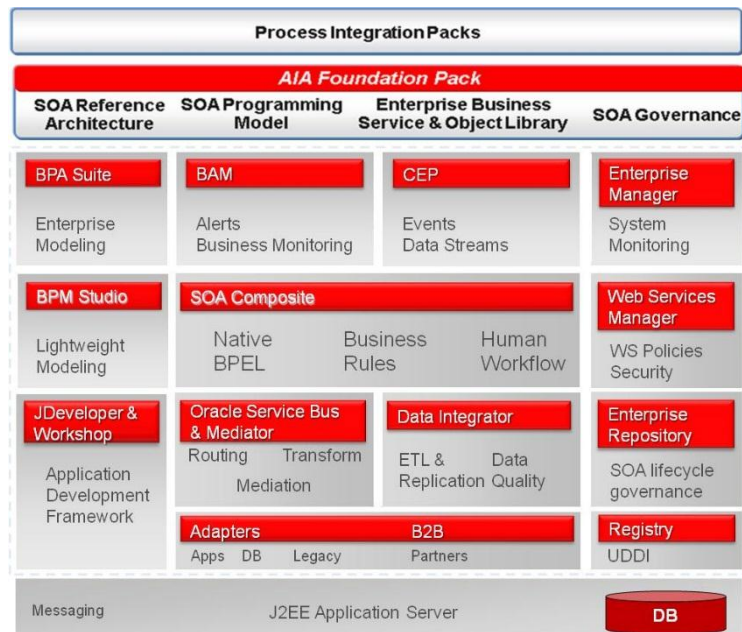 Process Integration Packs
AIA Foundation Pack
SOA Reference
Architecture
SOA Programming
Model
Enterprise Business
Service & Object Library
SOA Governance
BPA Suite
Enterprise
Modeling
BAM
Alerts
Business Monitoring
CEP
Events
Data Streams
Enterprise
Manager
System
Monitoring
BPM Studio
Lightweight
Modeling
SOA Composite
Native
BPEL
Business
Rules
Human
Workflow
Web Services
Manager
WS Policies
Security
JDeveloper &
Workshop
Application
Development
Framework
Oracle Service Bus
& Mediator
Routing Transform
Mediation
Data Integrator
ETL &
Replication
Data
Quality
Enterprise
Repository
SOA lifecycle
governance
Adapters B2B
Apps DB Legacy Partners
Registry
UDDI
Messaging J2EE Application Server DB